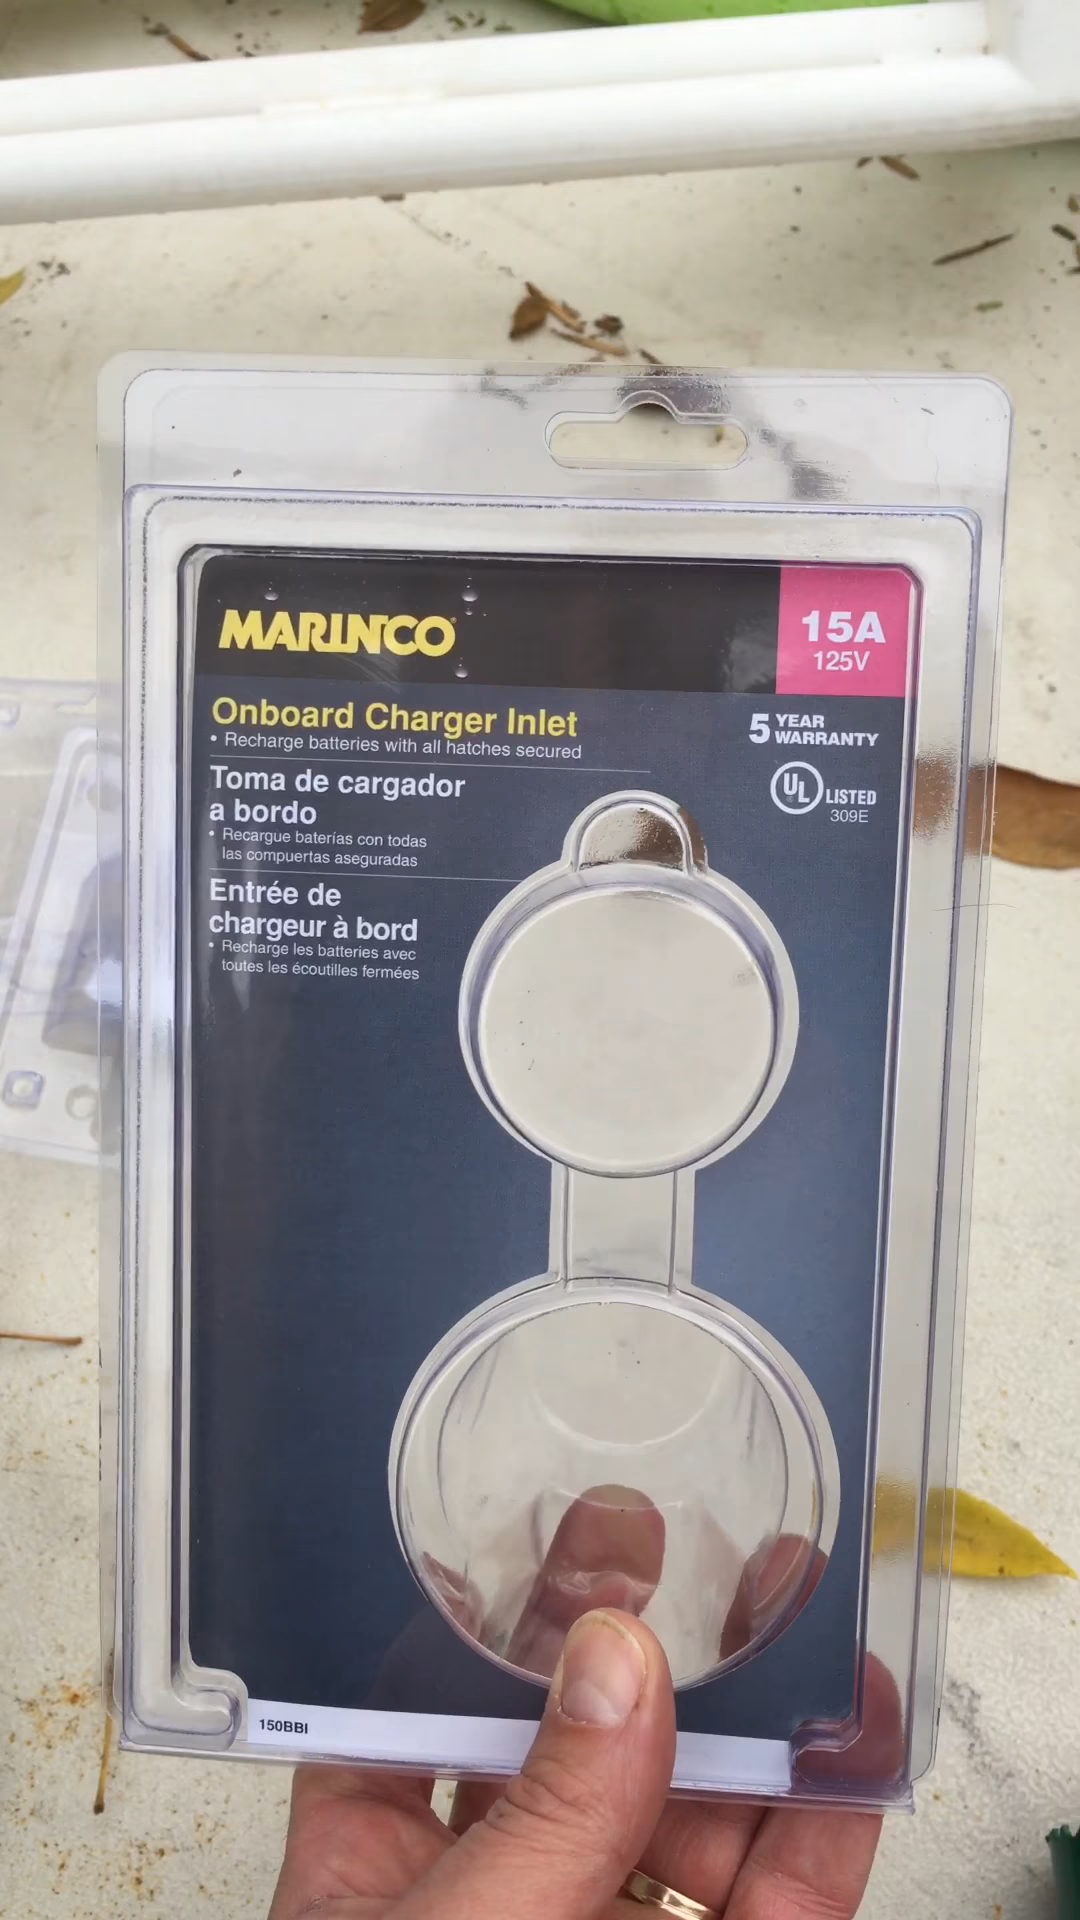 MARINCO
15A
125V
Onboard Charger Inlet
• Recharge batteries with all hatches secured
5 YEAR
WARRANTY
UL LISTED
309E
Toma de cargador
a bordo
• Recargue baterías con todas
las compuertas aseguradas
Entrée de
chargeur à bord
• Recharge les batteries avec
toutes les écoutilles fermées
150BBI